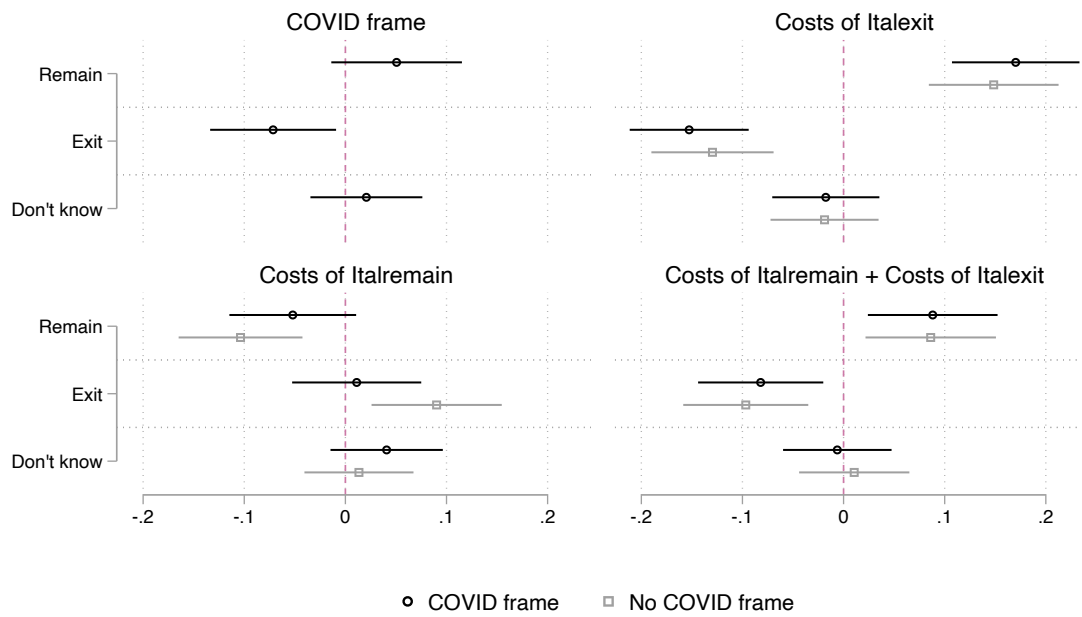 COVID frame
Costs of Italexit
Remain
Exit
Don't know
Costs of Italremain
Costs of Italremain + Costs of Italexit
Remain
Exit
Don't know
-.2 -.1 0 .1 .2
-.2 -.1 0 .1 .2
COVID frame
No COVID frame